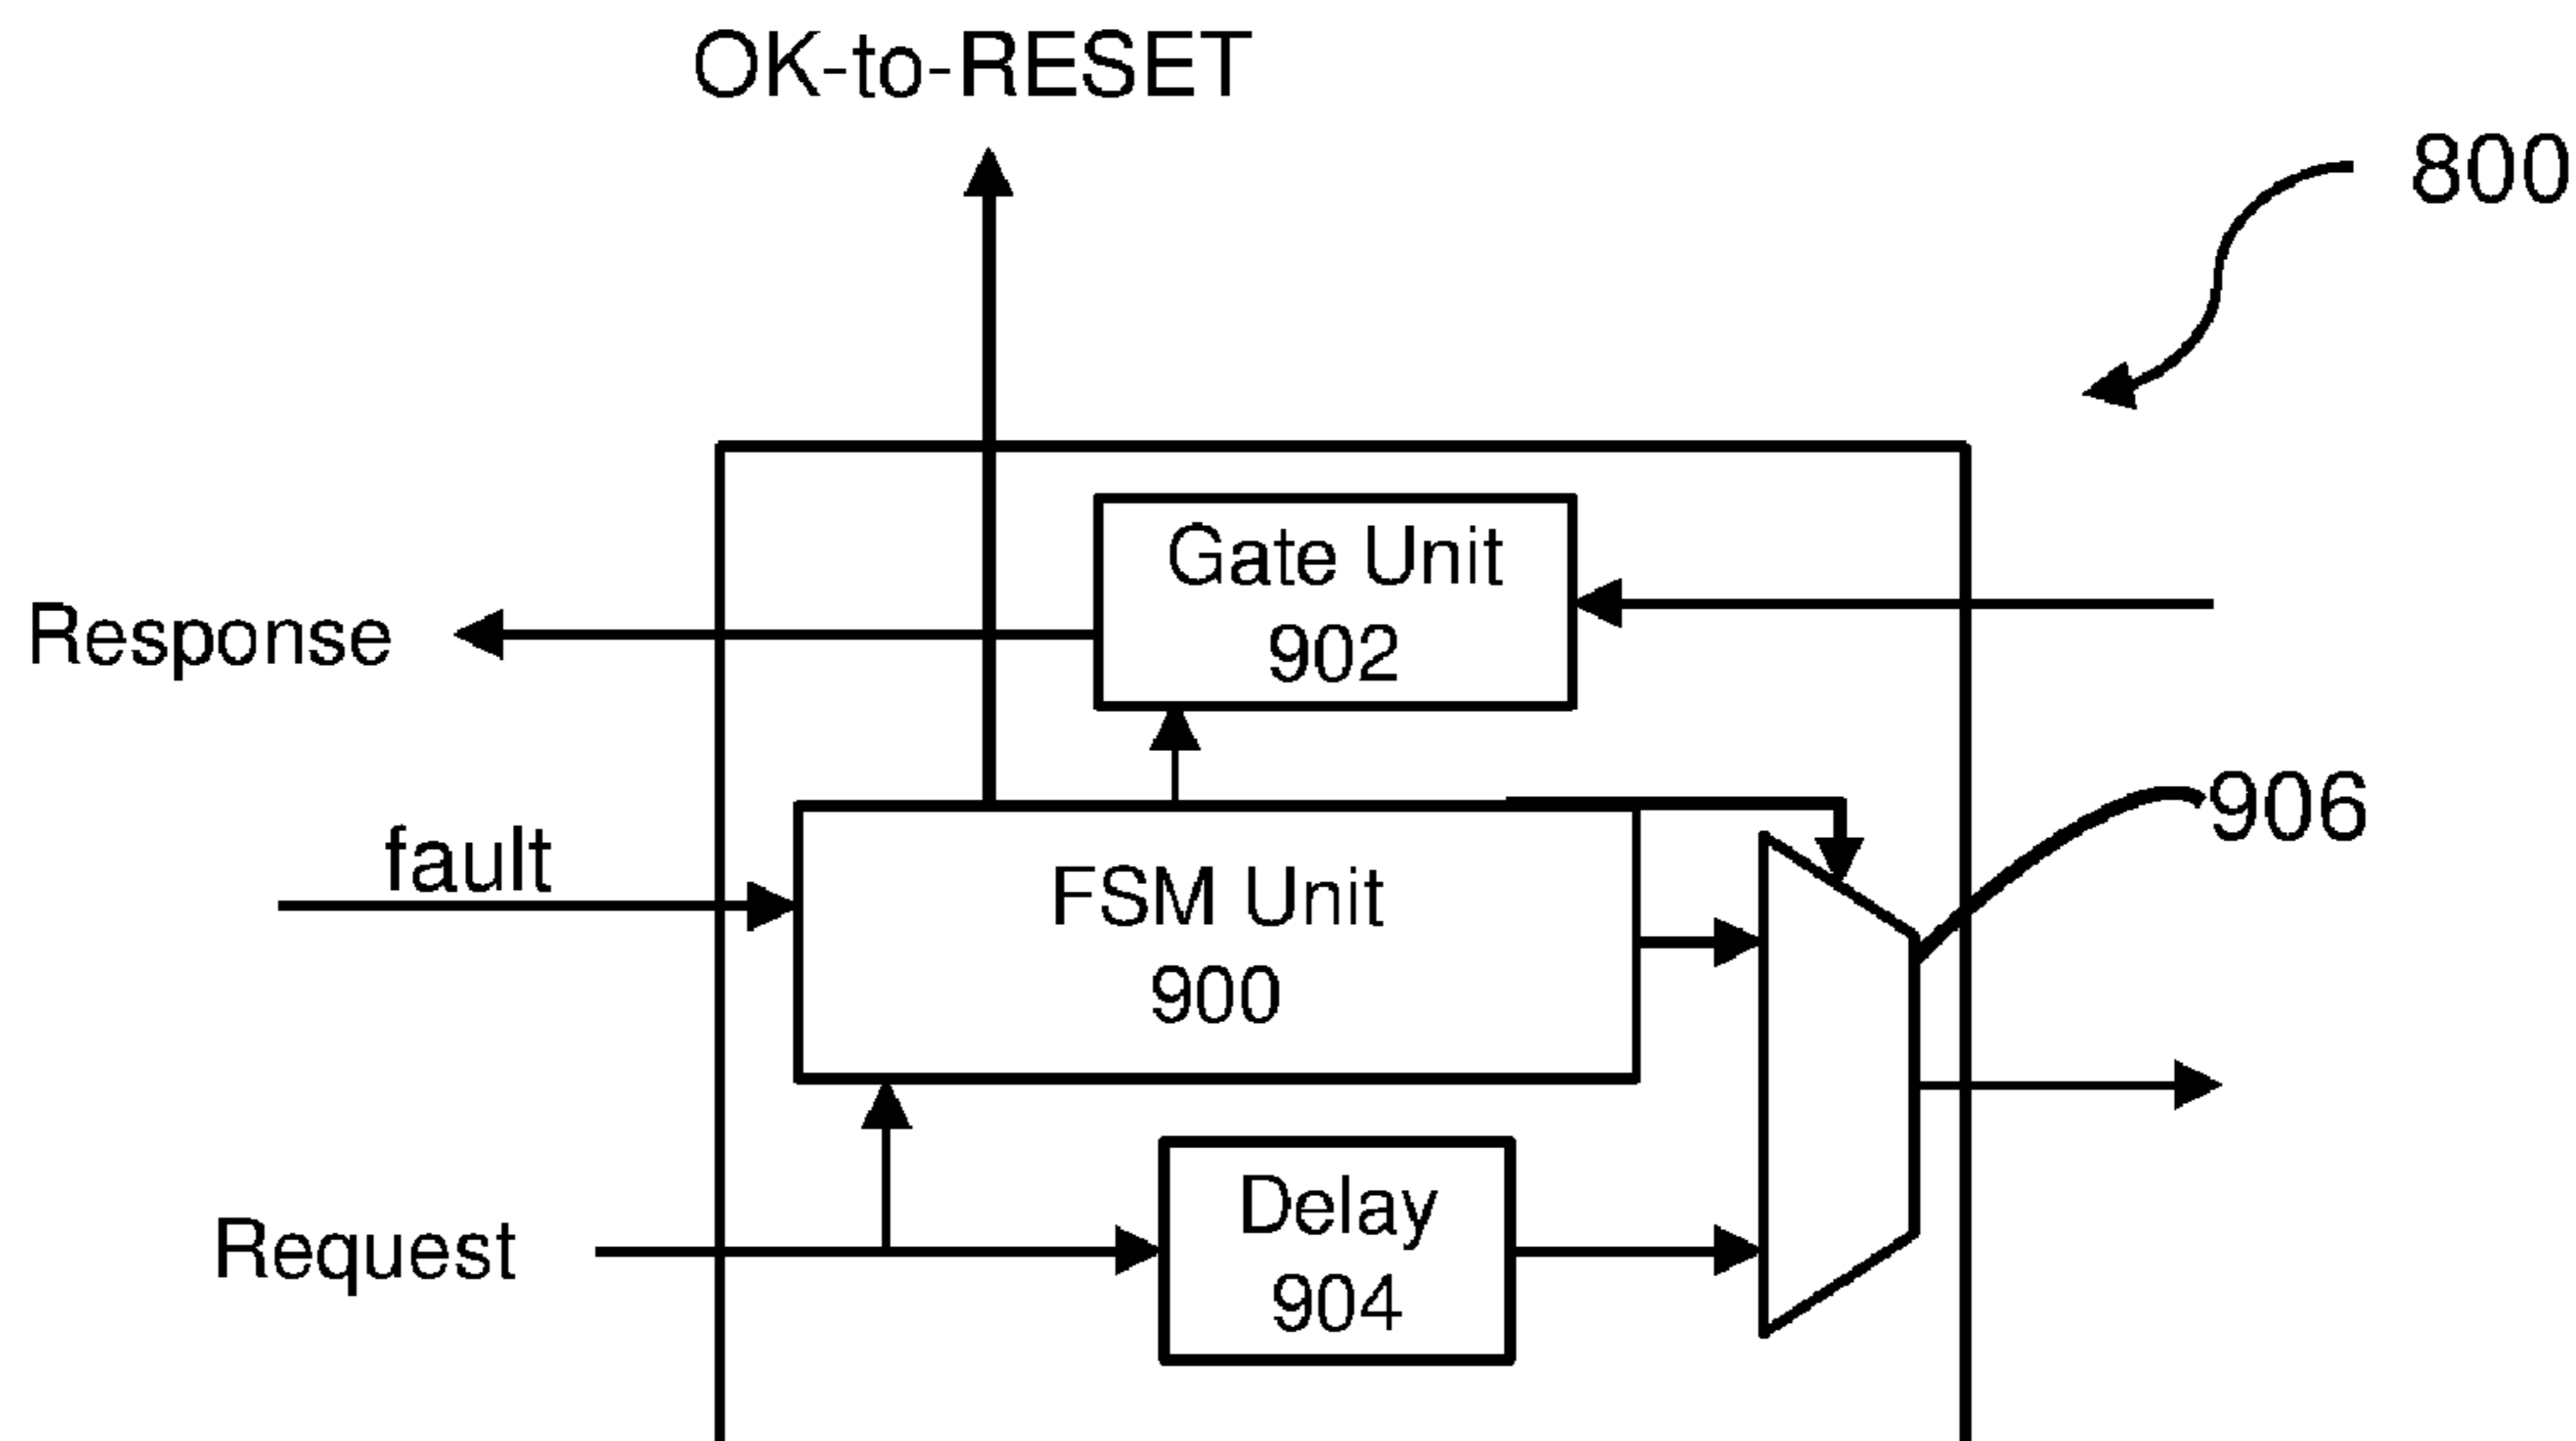 OK-to-RESET
800
Gate Unit
902
Response
906
fault
FSM Unit
900
Delay
904
Request